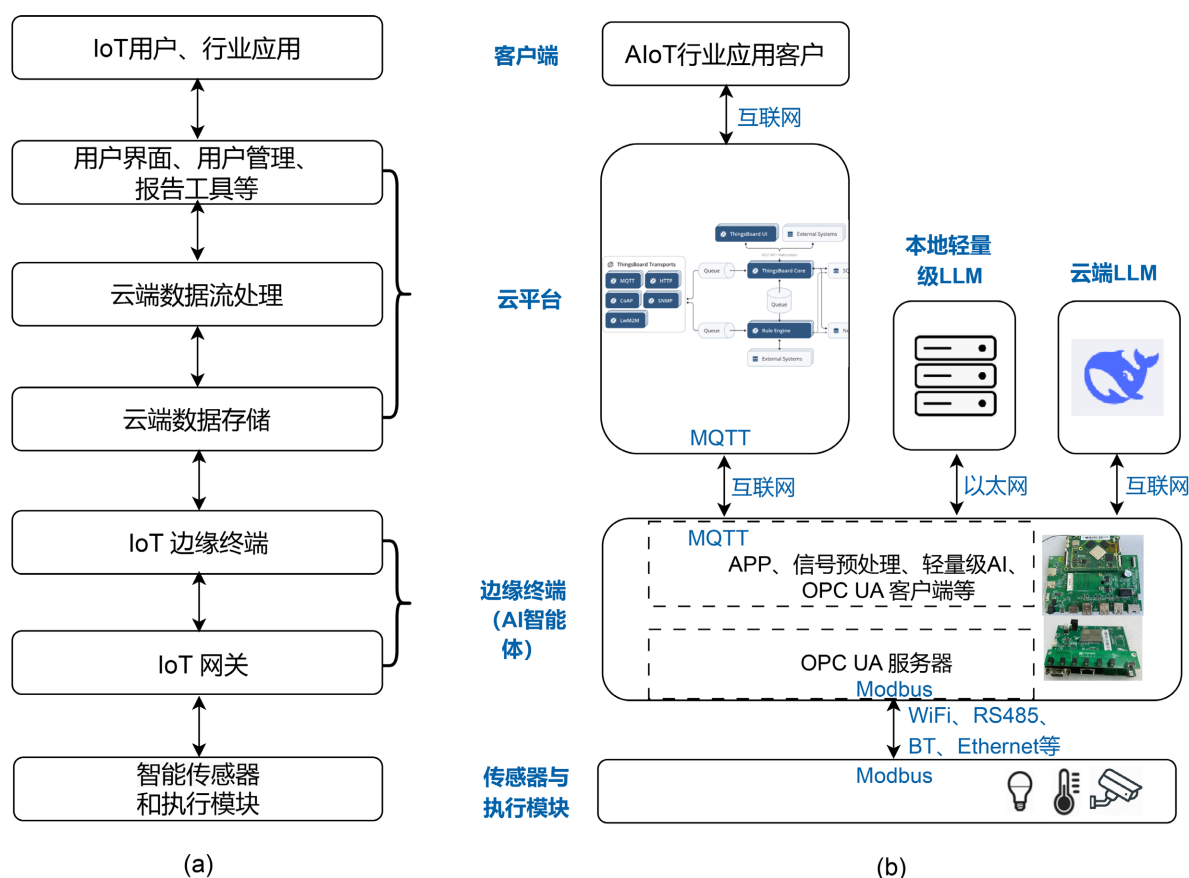 IoT用户、行业应用
用户界面、用户管理、
报告工具等
云端数据流处理
云端数据存储
IoT 边缘终端
IoT 网关
智能传感器
和执行模块
(a)
客户端
云平台
边缘终端
（AI智能
体）
传感器与
执行模块
AIoT行业应用客户
互联网
ThingsBoard UI
External Systems
ThingsBoard Transports
MQTT
HTTP
CoAP
SNMP
LwM2M
Queue
ThingsBoard Core
Queue
Queue
Rule Engine
External Systems
MQTT
互联网
本地轻量
级LLM
以太网
云端LLM
互联网
MQTT
APP、信号预处理、轻量级AI、
OPC UA 客户端等
OPC UA 服务器
Modbus
WiFi、RS485、
BT、Ethernet等
Modbus
(b)